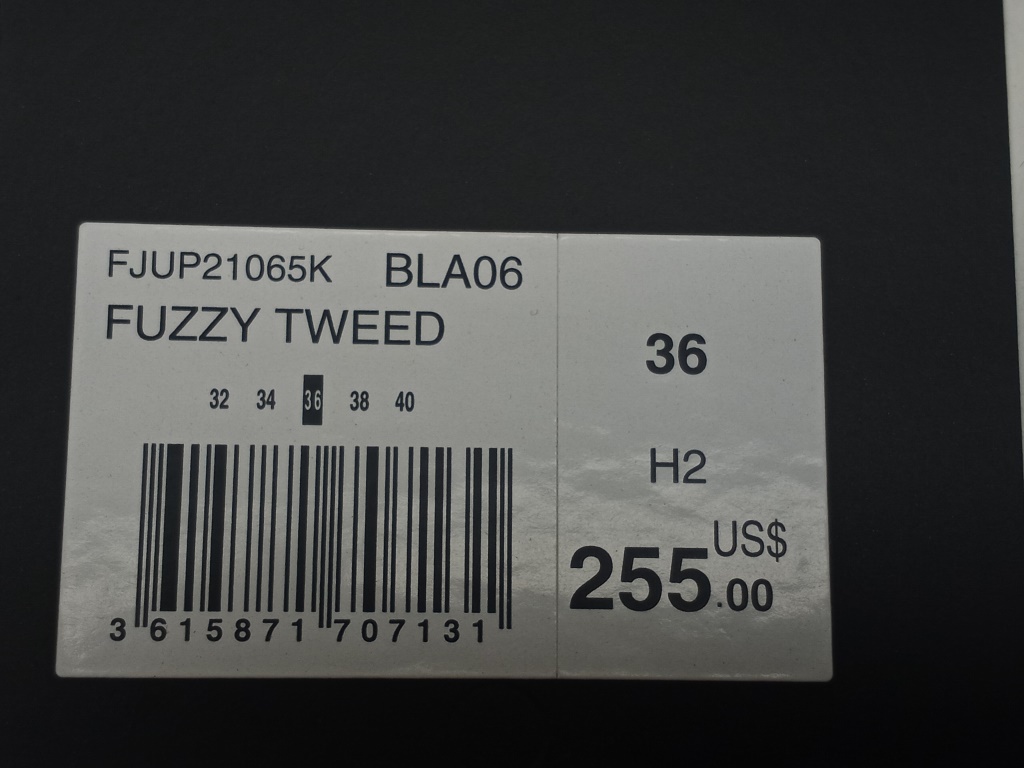 FJUP21065K BLA06
FUZZY TWEED
32 34 36 38 40
3 615871 707131
36
H2
US$
255.00